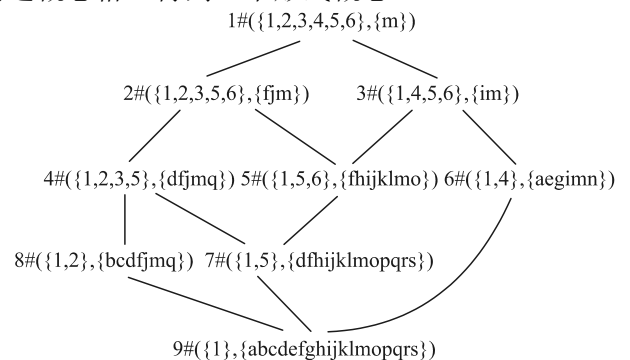 1#({1,2,3,4,5,6},{m})
2#({1,2,3,5,6},{fjm}) 3#({1,4,5,6},{im})
4#({1,2,3,5},{dfjmq}) 5#({1,5,6},{fhijklmo}) 6#({1,4},{aegimn})
8#({1,2},{bcdfjmq}) 7#({1,5},{dfhijklmopqrs})
9#({1},{abcdefghijklmopqrs})